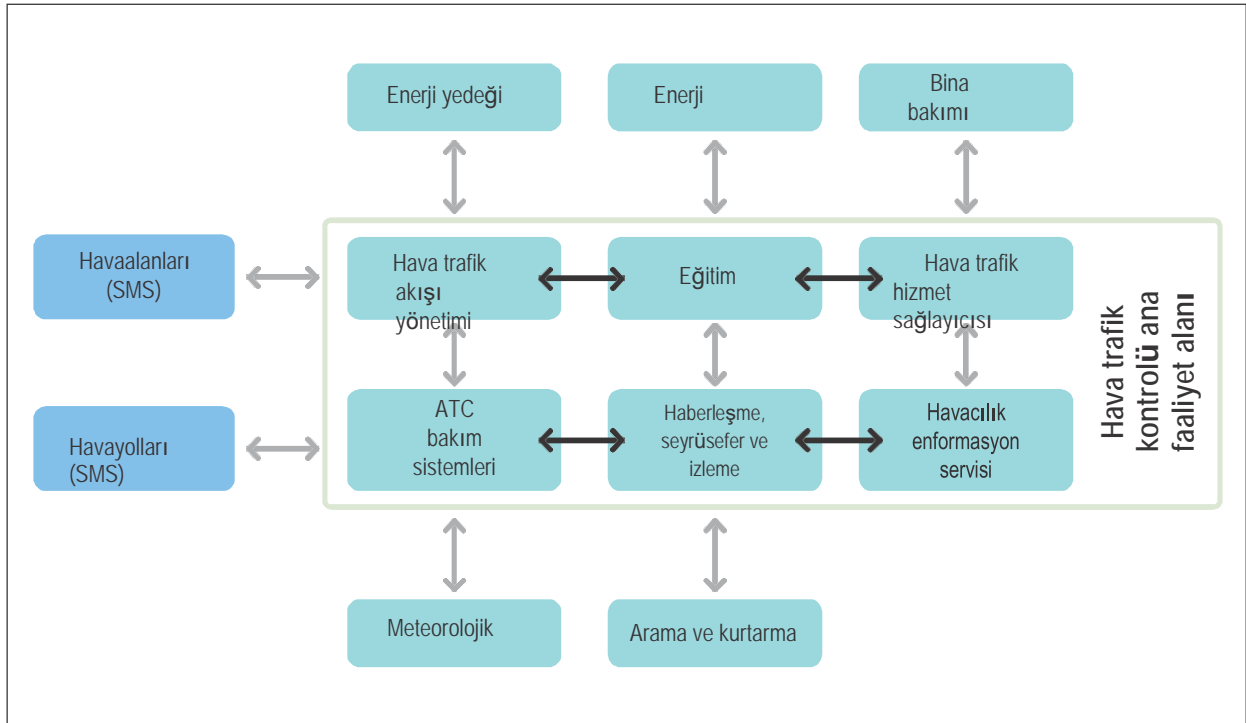 Enerji yedeği
Enerji
Bina
bakımı
Havaalanları
(SMS)
Hava trafik
akışı
yönetimi
Eğitim
Hava trafik
hizmet
sağlayıcısı
Hava trafik
kontrolü ana
faaliyet alanı
Havayolları
(SMS)
ATC
bakım
sistemleri
Haberleşme,
seyrüsefer ve
izleme
Havacılık
enformasyon
servisi
Meteorolojik
Arama ve kurtarma